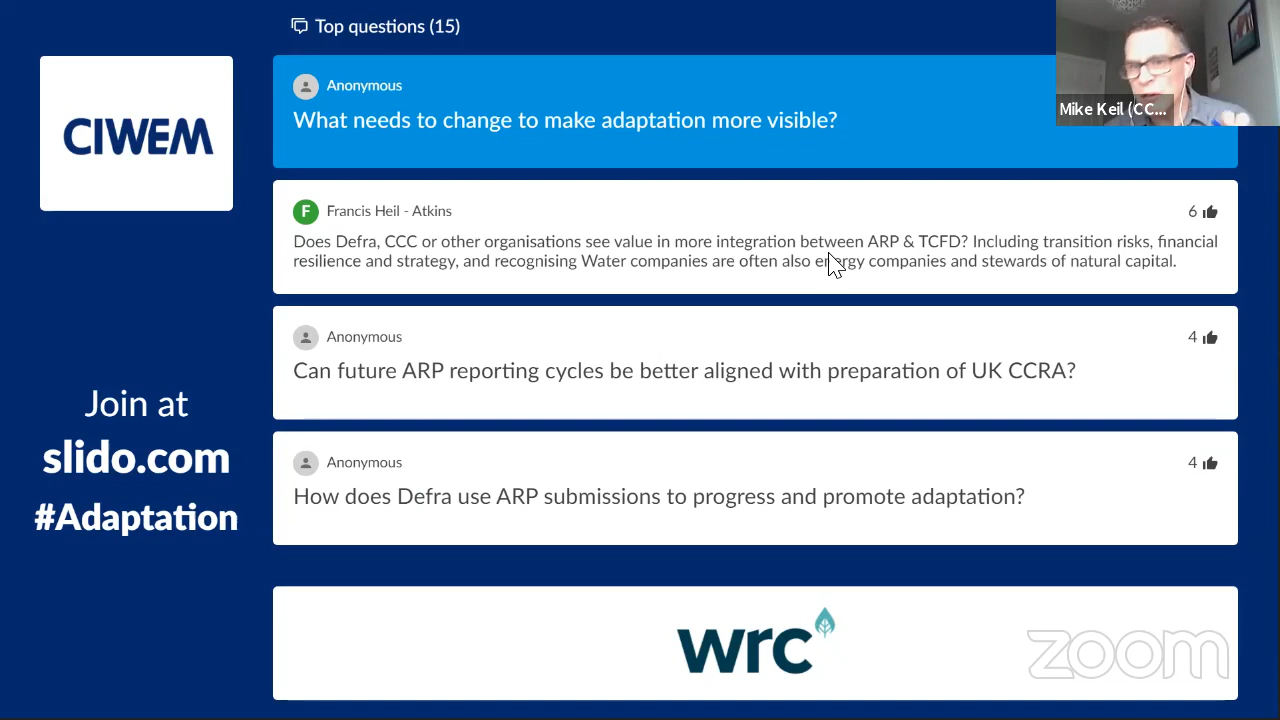 Top questions (15)
CIWEM
Anonymous
What needs to change to make adaptation more visible?
Mike Keil (CC...
F
Francis Heil - Atkins
6
Does Defra, CCC or other organisations see value in more integration between ARP & TCFD? Including transition risks, financial
resilience and strategy, and recognising Water companies are often also energy companies and stewards of natural capital.
Anonymous
4
Can future ARP reporting cycles be better aligned with preparation of UK CCRA?
Anonymous
4
How does Defra use ARP submissions to progress and promote adaptation?
Join at
slido.com
#Adaptation
wrc
zoom